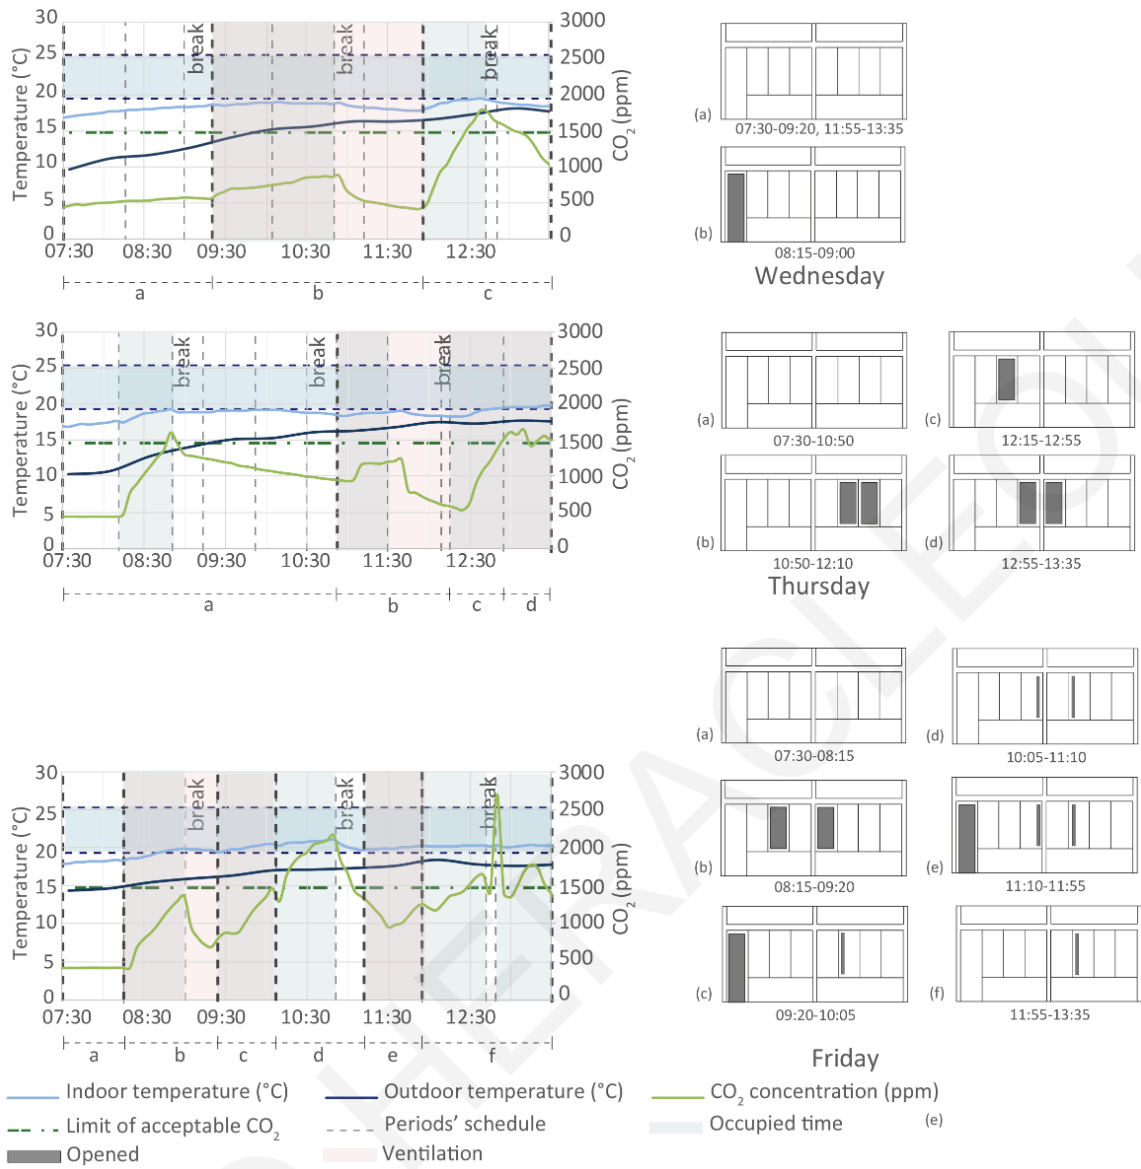 30
25
20
15
10
5
0
Temperature (°C)
break
break
break
3000
2500
2000
1500
1000
500
0
CO2 (ppm)
07:30 08:30 09:30 10:30 11:30 12:30
a b c
(a)
07:30-09:20, 11:55-13:35
(b)
08:15-09:00
Wednesday
30
25
20
15
10
5
0
Temperature (°C)
break
break
break
3000
2500
2000
1500
1000
500
0
CO2 (ppm)
07:30 08:30 09:30 10:30 11:30 12:30
a b c d
(a)
07:30-10:50
(c)
12:15-12:55
(b)
10:50-12:10
(d)
12:55-13:35
Thursday
30
25
20
15
10
5
0
Temperature (°C)
break
break
break
3000
2500
2000
1500
1000
500
0
CO2 (ppm)
07:30 08:30 09:30 10:30 11:30 12:30
a b c d e f
(a)
07:30-08:15
(d)
10:05-11:10
(b)
08:15-09:20
(e)
11:10-11:55
(c)
09:20-10:05
(f)
11:55-13:35
Friday
Indoor temperature (°C) Outdoor temperature (°C) CO2 concentration (ppm)
Limit of acceptable CO2 Periods' schedule Occupied time (e)
Opened Ventilation
HERACLEOU